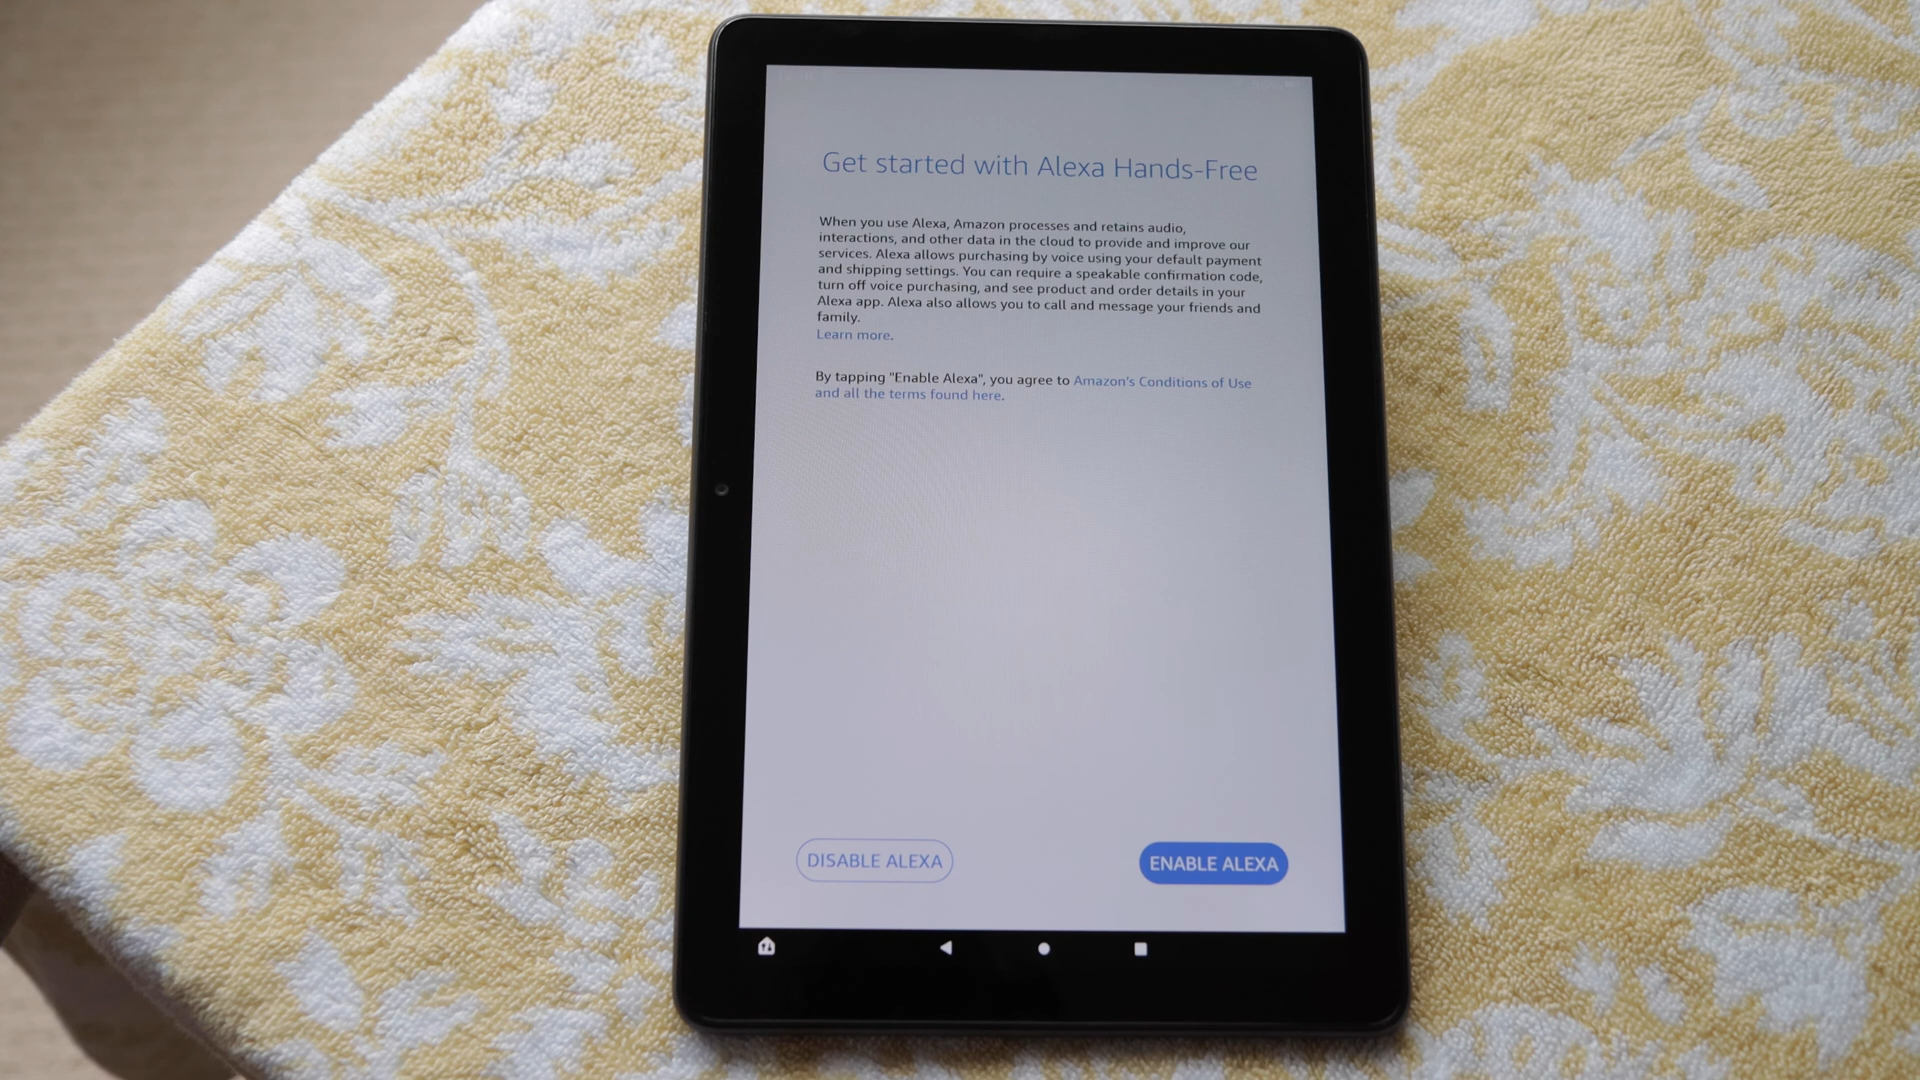 Get started with Alexa Hands-Free
When you use Alexa, Amazon processes and retains audio,
interactions, and other data in the cloud to provide and improve our
services. Alexa allows purchasing by voice using your default payment
and shipping settings. You can require a speakable confirmation code,
turn off voice purchasing, and see product and order details in your
Alexa app. Alexa also allows you to call and message your friends and
family.
Learn more.
By tapping "Enable Alexa", you agree to Amazon's Conditions of Use
and all the terms found here.
DISABLE ALEXA
ENABLE ALEXA